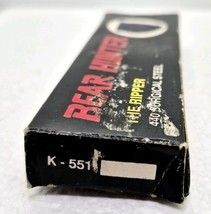 BEAR HUNTER
THE RIPPER
440 SURGICAL STEEL
K - 551